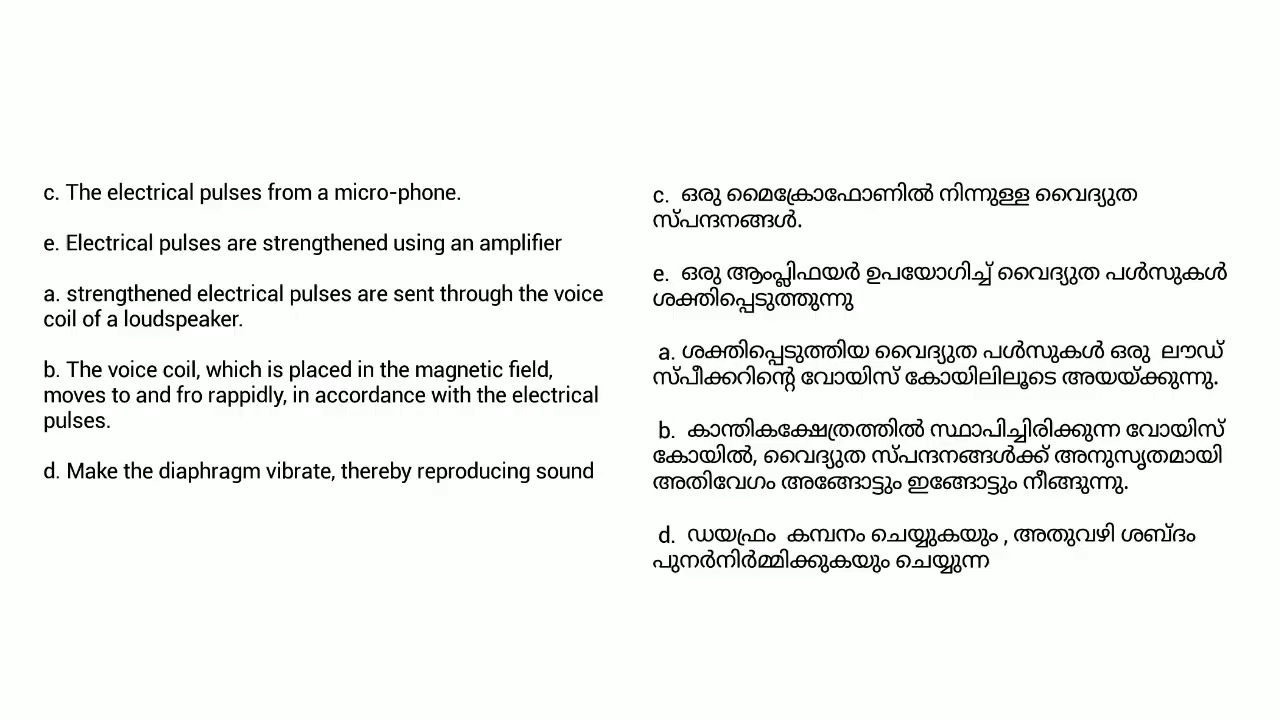 c. The electrical pulses from a micro-phone.
e. Electrical pulses are strengthened using an amplifier
a. strengthened electrical pulses are sent through the voice
coil of a loudspeaker.
b. The voice coil, which is placed in the magnetic field,
moves to and fro rappidly, in accordance with the electrical
pulses.
d. Make the diaphragm vibrate, thereby reproducing sound
c. ഒരു മൈക്രോഫോണിൽ നിന്നുള്ള വൈദ്യുത
സ്പന്ദനങ്ങൾ.
e. ഒരു ആംപ്ലിഫയർ ഉപയോഗിച്ച് വൈദ്യുത പൾസുകൾ
ശക്തിപ്പെടുത്തുന്നു
a. ശക്തിപ്പെടുത്തിയ വൈദ്യുത പൾസുകൾ ഒരു ലൗഡ്
സ്പീക്കറിന്റെ വോയിസ് കോയിലിലൂടെ അയയ്ക്കുന്നു.
b. കാന്തികക്ഷേത്രത്തിൽ സ്ഥാപിച്ചിരിക്കുന്ന വോയിസ്
കോയിൽ, വൈദ്യുത സ്പന്ദനങ്ങൾക്ക് അനുസൃതമായി
അതിവേഗം അങ്ങോട്ടും ഇങ്ങോട്ടും നീങ്ങുന്നു.
d. ഡയഫ്രം കമ്പനം ചെയ്യുകയും , അതുവഴി ശബ്ദം
പുനർനിർമ്മിക്കുകയും ചെയ്യുന്ന